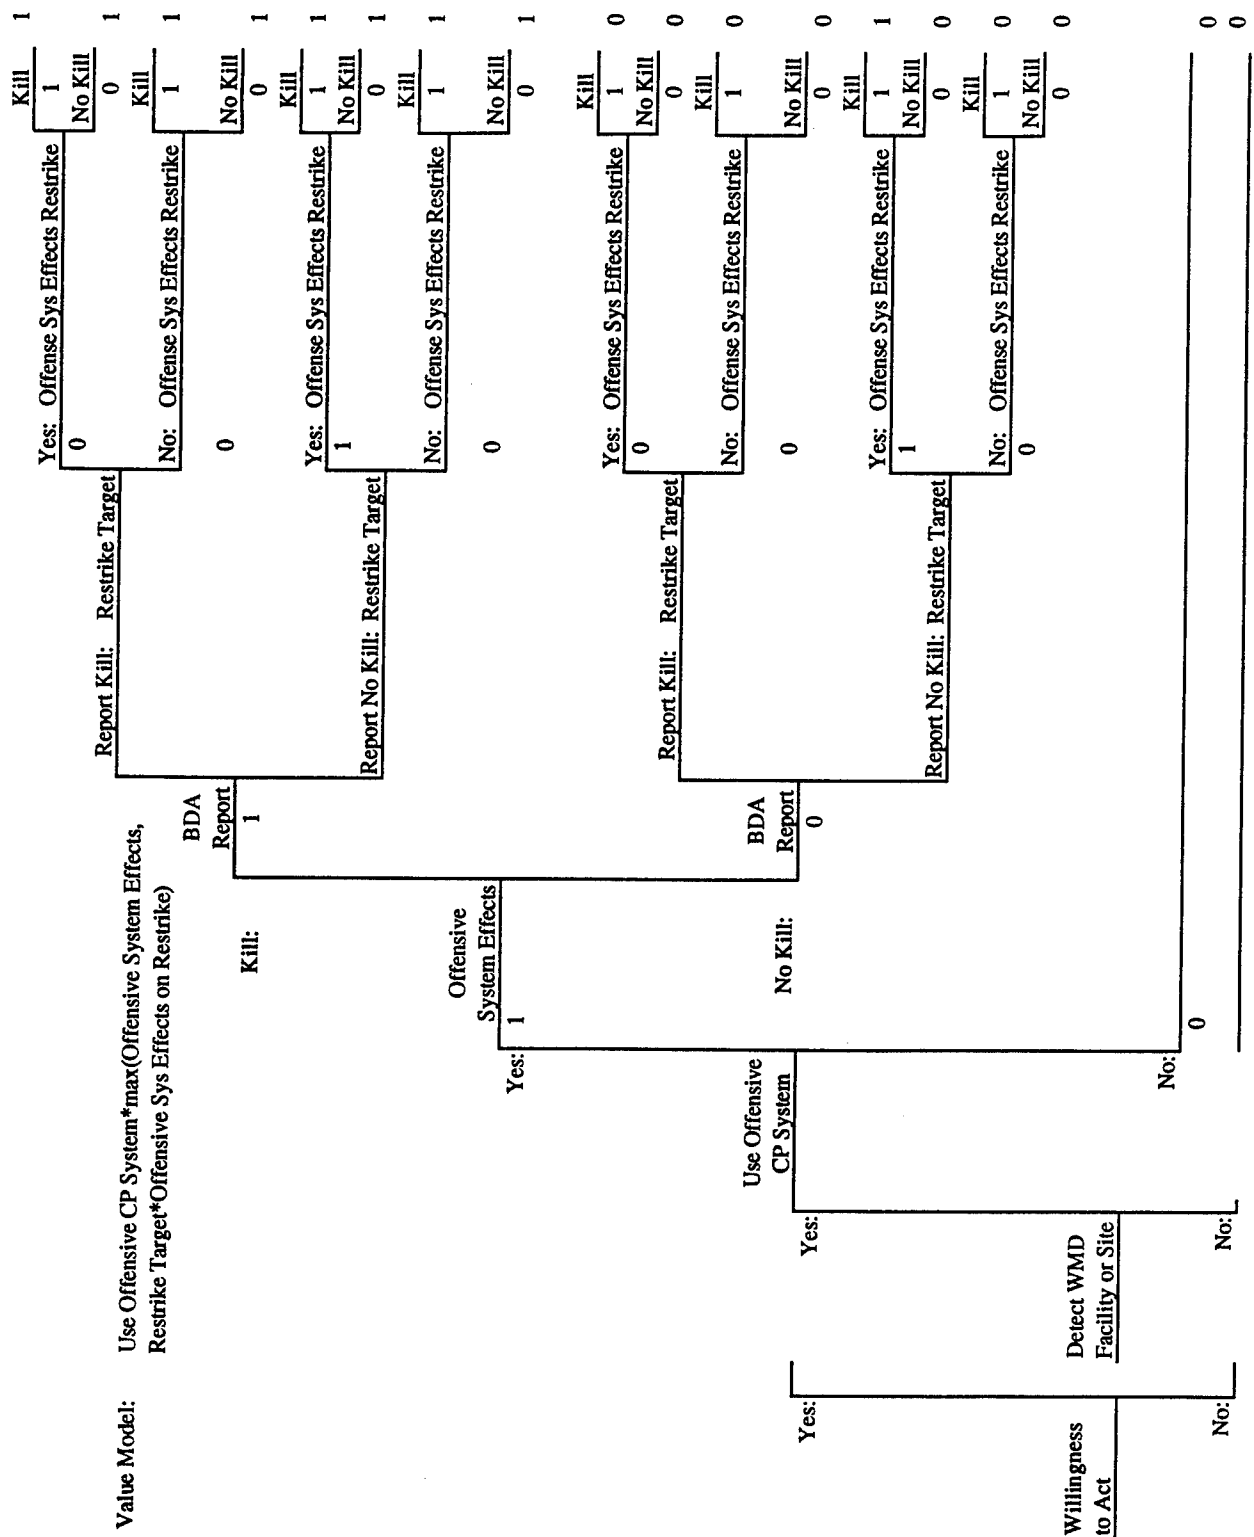 Kill 1
Yes: Offense Sys Effects Restrike 1
0 No Kill
Report Kill: Restrike Target 0 1
Value Model: Use Offensive CP System*max(Offensive System Effects,
Restrike Target*Offensive Sys Effects on Restrike)
Kill 1
No: Offense Sys Effects Restrike 1
BDA
Report
0 No Kill
1
0 1
Kill:
Kill 1
Yes: Offense Sys Effects Restrike 1
1 No Kill
Report No Kill: Restrike Target 0 1
Kill 1
No: Offense Sys Effects Restrike 1
Offensive
System Effects
0 No Kill
1
0 1
Yes:
Kill
Yes: Offense Sys Effects Restrike 1 0
0 No Kill
Report Kill: Restrike Target 0 0
Kill
No: Offense Sys Effects Restrike 1 0
BDA
Report
0 No Kill
0
0 0
No Kill:
Use Offensive
CP System
Yes:
Yes:
Kill
Yes: Offense Sys Effects Restrike 1 1
1 No Kill
Report No Kill: Restrike Target 0 0
Kill
No: Offense Sys Effects Restrike 1 0
0 No Kill
0 0
Willingness
to Act
Detect WMD
Facility or Site
No:
0
0
No:
No:
0